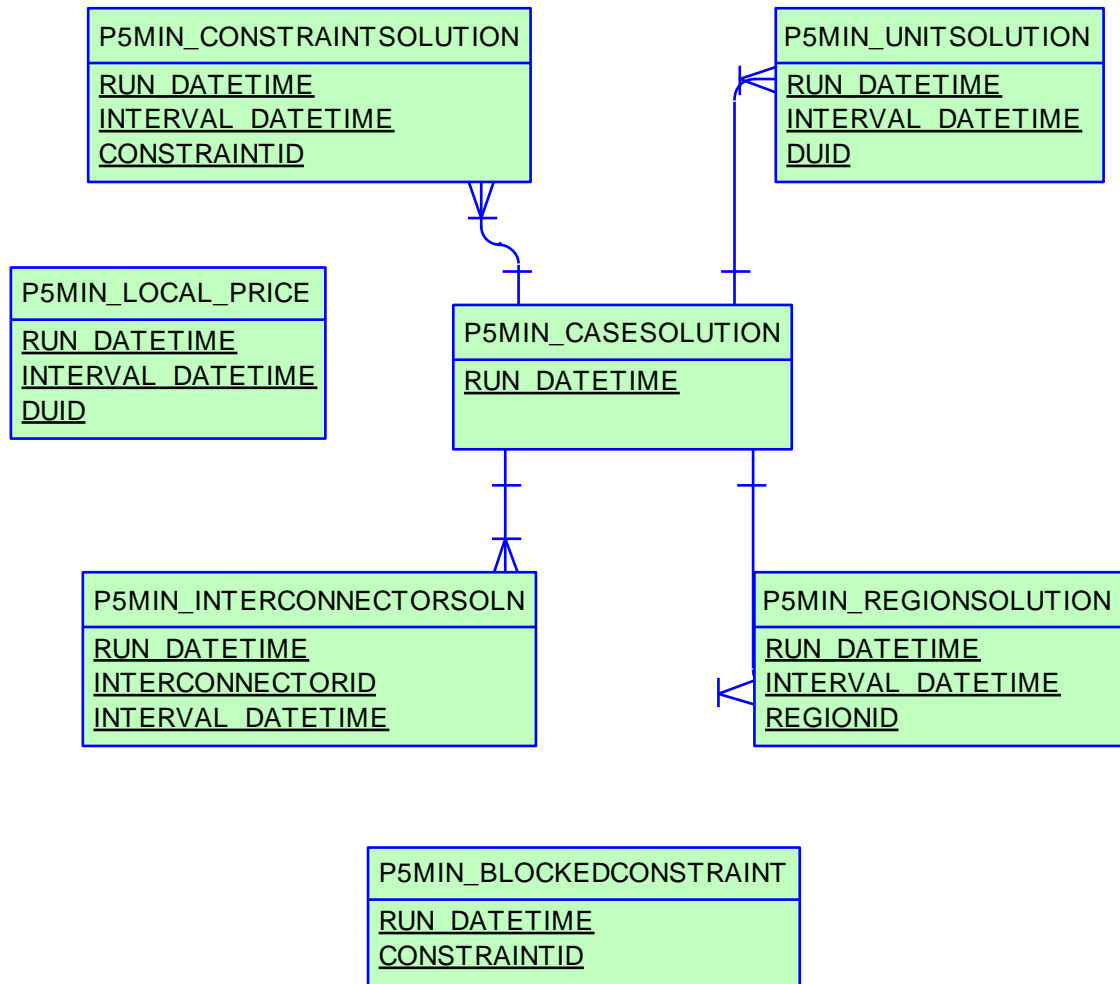 P5MIN_CONSTRAINTSOLUTION
RUN_DATETIME
INTERVAL_DATETIME
CONSTRAINTID
P5MIN_UNITSOLUTION
RUN_DATETIME
INTERVAL_DATETIME
DUID
P5MIN_LOCAL_PRICE
RUN_DATETIME
INTERVAL_DATETIME
DUID
P5MIN_CASESOLUTION
RUN_DATETIME
P5MIN_INTERCONNECTORSOLN
RUN_DATETIME
INTERCONNECTORID
INTERVAL_DATETIME
P5MIN_REGIONSOLUTION
RUN_DATETIME
INTERVAL_DATETIME
REGIONID
P5MIN_BLOCKEDCONSTRAINT
RUN_DATETIME
CONSTRAINTID